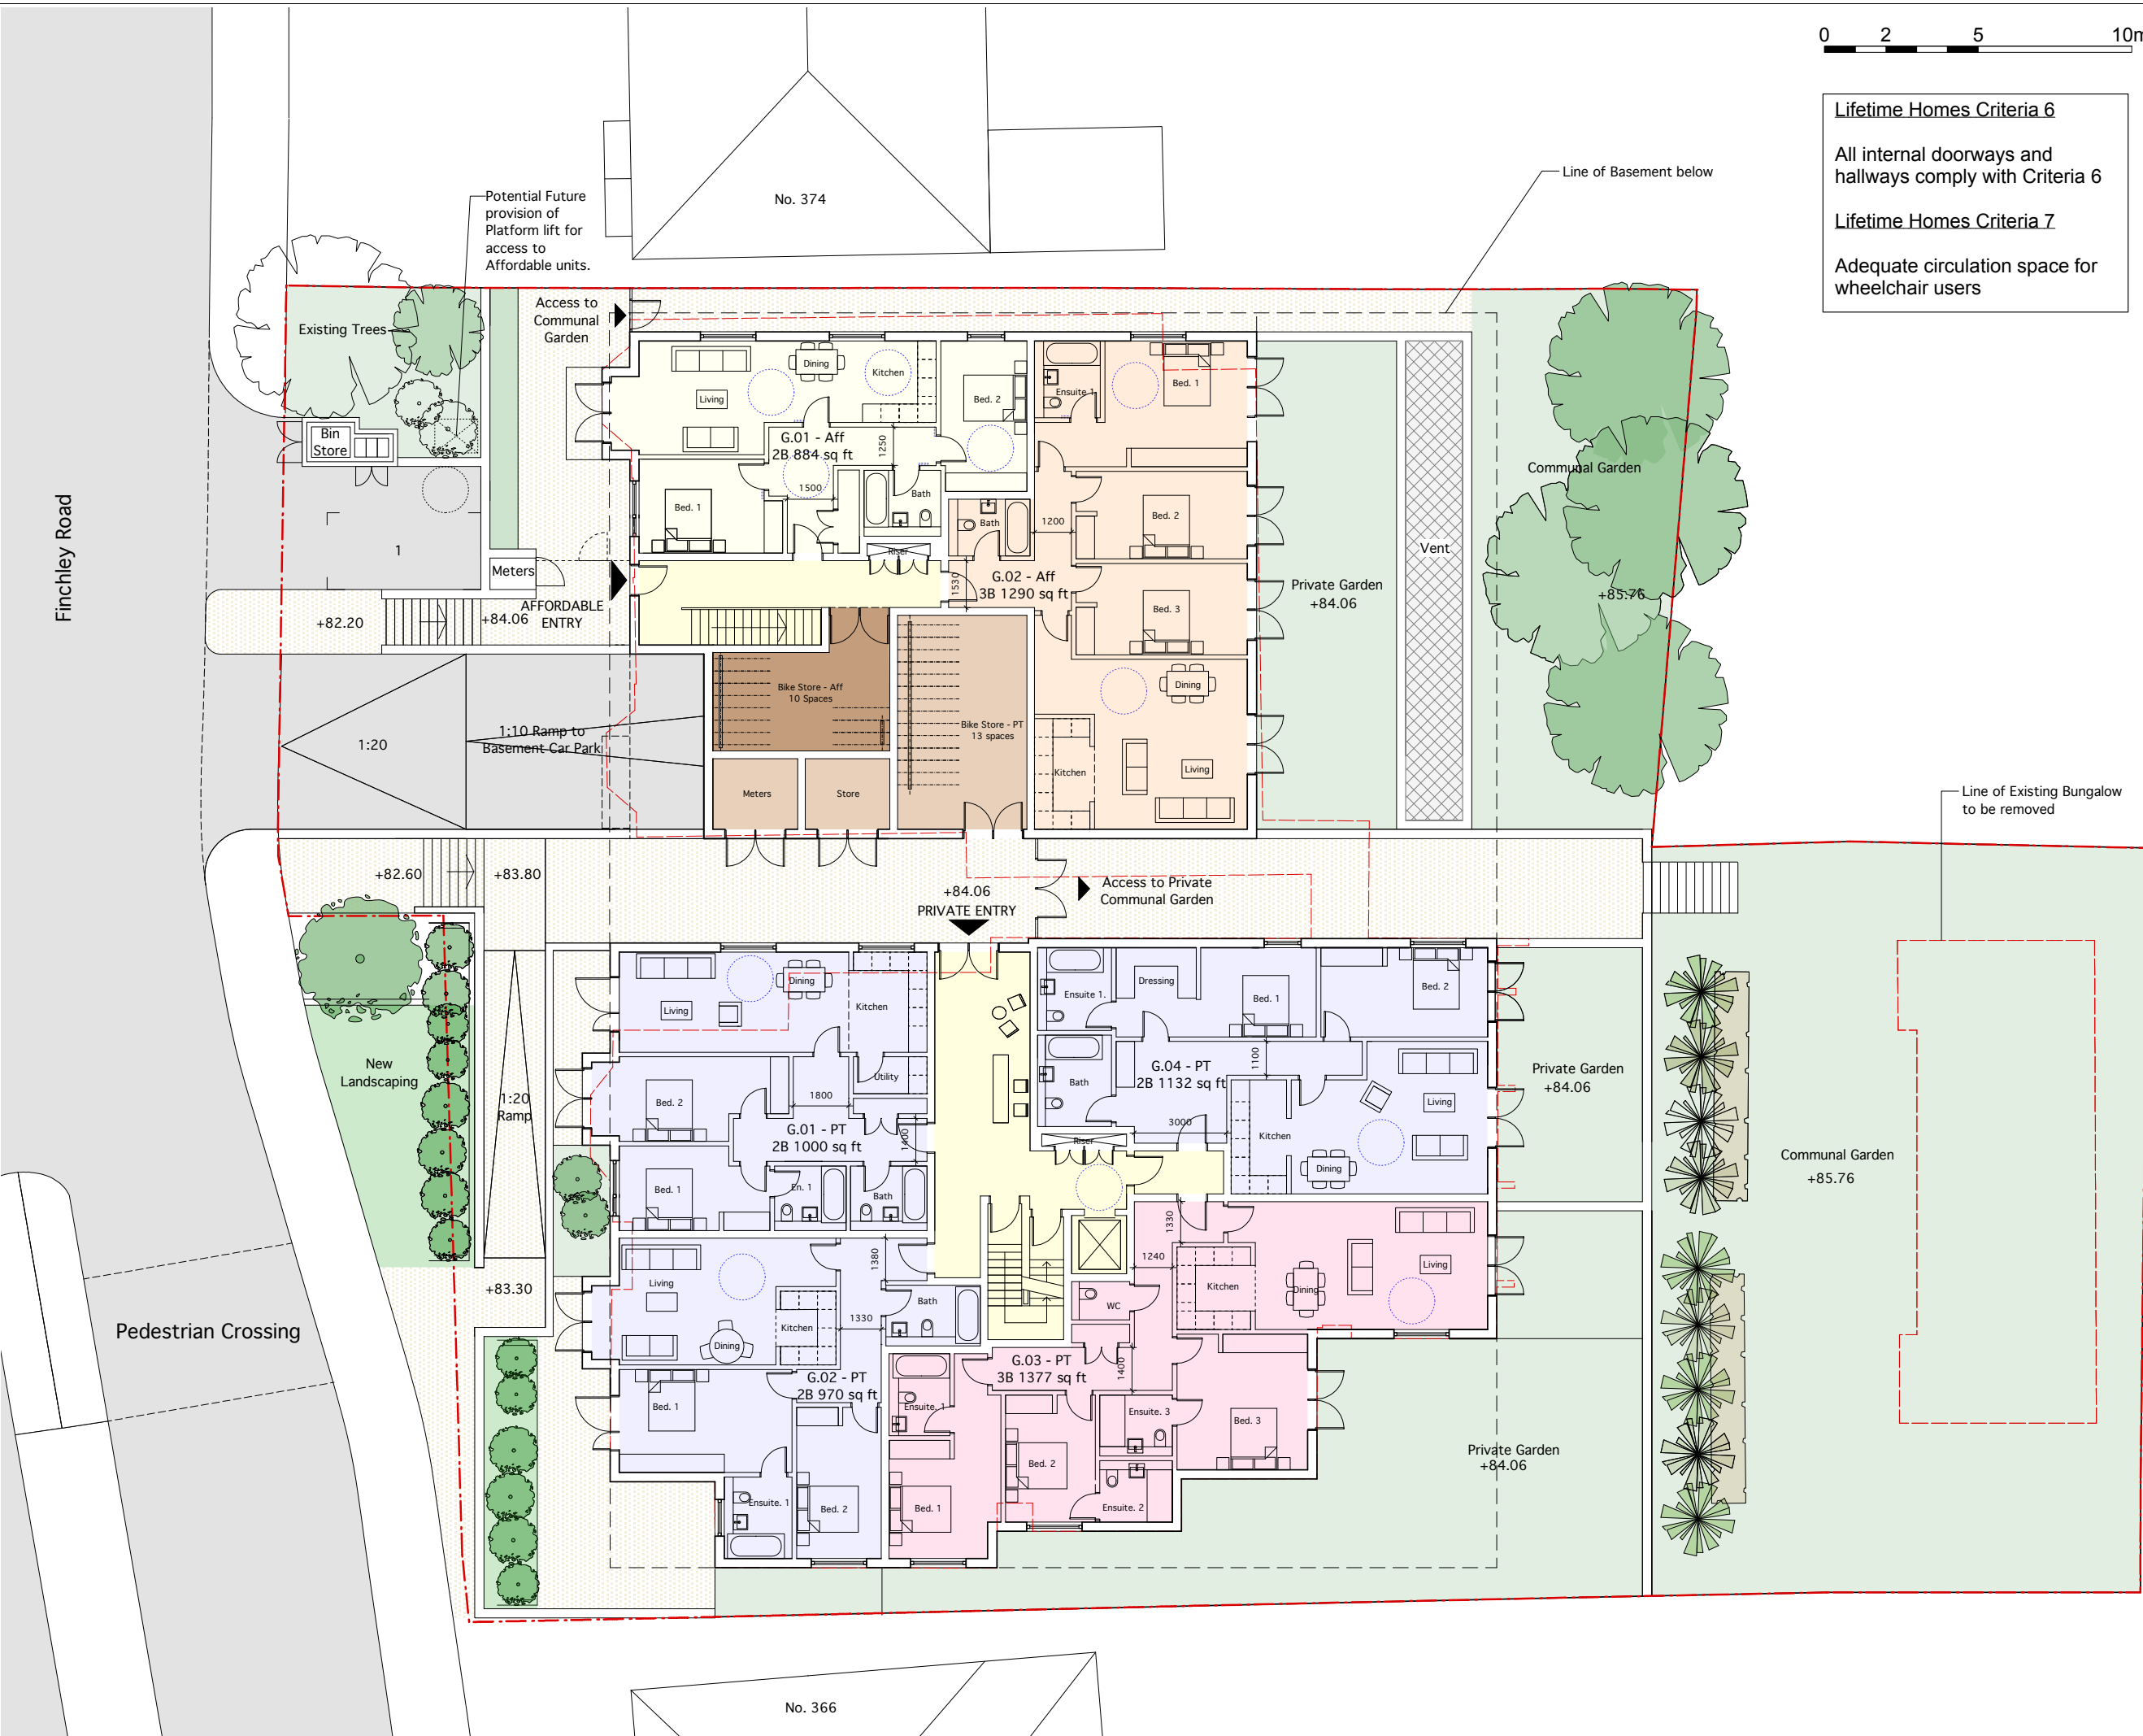 0 2 5 10m
Lifetime Homes Criteria 6
All internal doorways and
hallways comply with Criteria 6
Lifetime Homes Criteria 7
Adequate circulation space for
wheelchair users
Line of Basement below
No. 374
Potential Future
provision of
Platform lift for
access to
Affordable units.
Existing Trees
Access to
Communal
Garden
Bin
Store
Finchley Road
1
Meters
AFFORDABLE
ENTRY
+82.20
+84.06
1:20
1:10 Ramp to
Basement Car Park
Living
Dining
Kitchen
Bed. 2
G.01 - Aff
2B 884 sq ft
1250
1500
Bed. 1
Bath
Riser
Ensuite 1
Bed. 1
Bath
1200
Bed. 2
1530
G.02 - Aff
3B 1290 sq ft
Bed. 3
Dining
Kitchen
Living
Bike Store - Aff
10 Spaces
Bike Store - PT
13 spaces
Meters
Store
Private Garden
+84.06
Vent
Communal Garden
+85.76
Line of Existing Bungalow
to be removed
+82.60
+83.80
+84.06
PRIVATE ENTRY
Access to Private
Communal Garden
New
Landscaping
1:20
Ramp
+83.30
Pedestrian Crossing
Living
Dining
Kitchen
Utility
Bed. 2
1800
G.01 - PT
2B 1000 sq ft
1400
Bed. 1
En. 1
Bath
Ensuite 1.
Dressing
Bed. 1
Bed. 2
Bath
G.04 - PT
2B 1132 sq ft
1100
3000
Riser
Kitchen
Dining
Living
Private Garden
+84.06
Communal Garden
+85.76
Living
1380
Dining
Kitchen
1330
Bath
G.02 - PT
2B 970 sq ft
Bed. 1
Ensuite. 1
Bed. 2
1330
1240
Kitchen
Dining
Living
WC
G.03 - PT
3B 1377 sq ft
1400
Ensuite. 1
Bed. 1
Bed. 2
Ensuite. 3
Ensuite. 2
Bed. 3
Private Garden
+84.06
No. 366